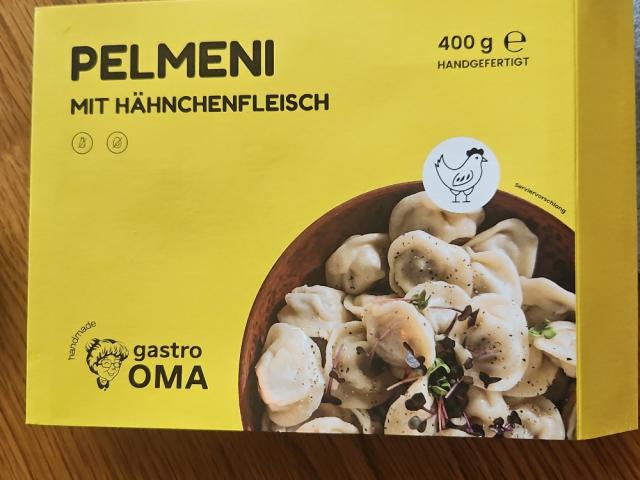 PELMENI
MIT HÄHNCHENFLEISCH
400 g ℮
HANDGEFERTIGT
Serviervorschlag
handmade
gastro
OMA